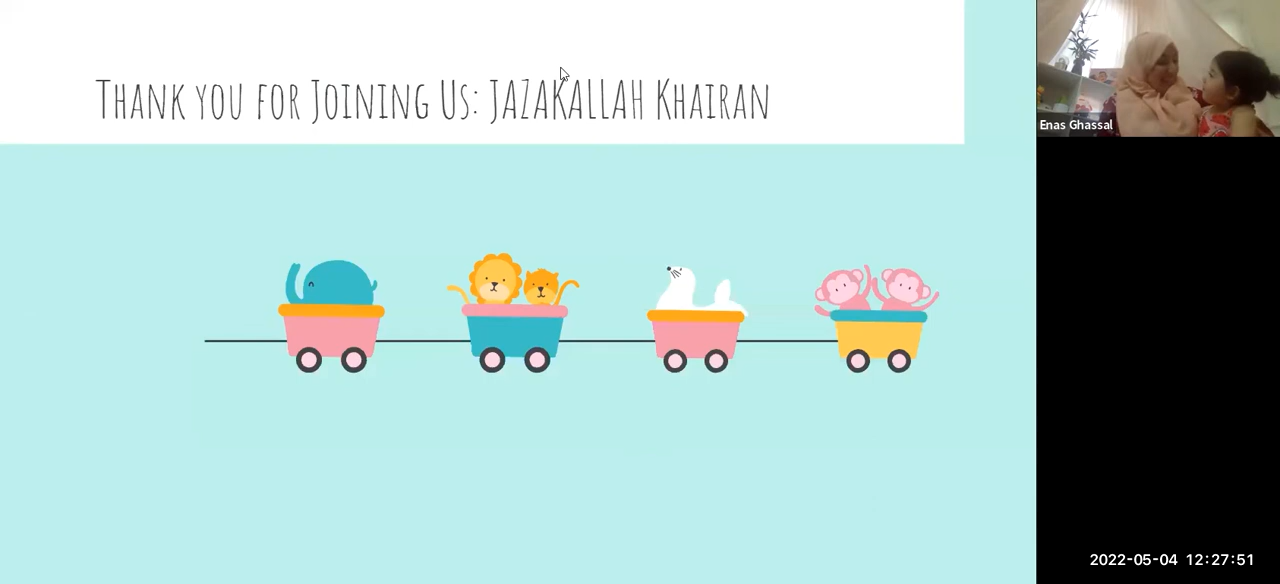 Thank you for Joining Us: JAZAKALLAH Khairan
Enas Ghassal
2022-05-04 12:27:51